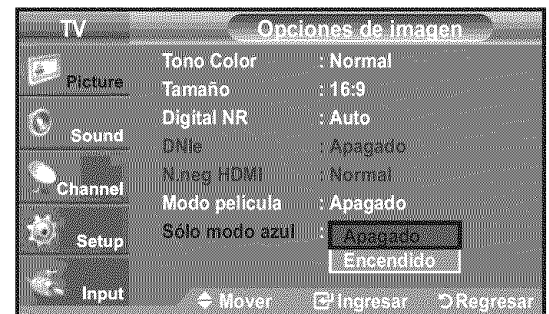 TV
Opciones de imagen
Picture
Sound
Channel
Setup
Input
Tono Color : Normal
Tamaño : 16:9
Digital NR : Auto
DNIe : Apagado
N.neg HDMI : Normal
Modo pelicula : Apagado
Sólo modo azul : Apagado
Encendido
Mover Ingresar Regresar